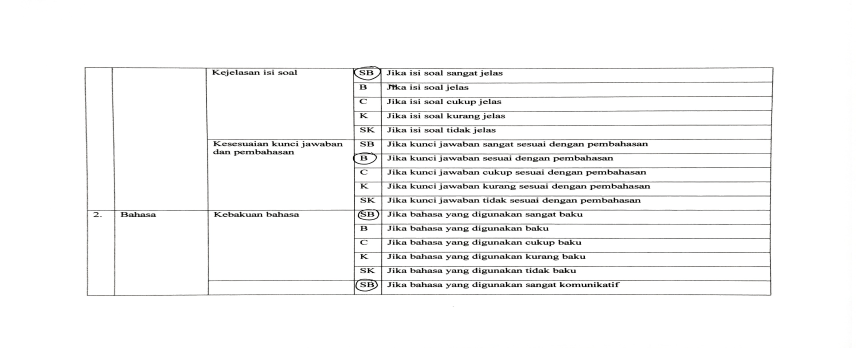 Kejelasan isi soal SB Jika isi soal sangat jelas
B Jika isi soal jelas
C Jika isi soal cukup jelas
K Jika isi soal kurang jelas
SK Jika isi soal tidak jelas
Kesesuaian kunci jawaban SB Jika kunci jawaban sangat sesuai dengan pembahasan
dan pembahasan B Jika kunci jawaban sesuai dengan pembahasan
C Jika kunci jawaban cukup sesuai dengan pembahasan
K Jika kunci jawaban kurang sesuai dengan pembahasan
SK Jika kunci jawaban tidak sesuai dengan pembahasan
2. Bahasa Kebakuan bahasa SB Jika bahasa yang digunakan sangat baku
B Jika bahasa yang digunakan baku
C Jika bahasa yang digunakan cukup baku
K Jika bahasa yang digunakan kurang baku
SK Jika bahasa yang digunakan tidak baku
SB Jika bahasa yang digunakan sangat komunikatif